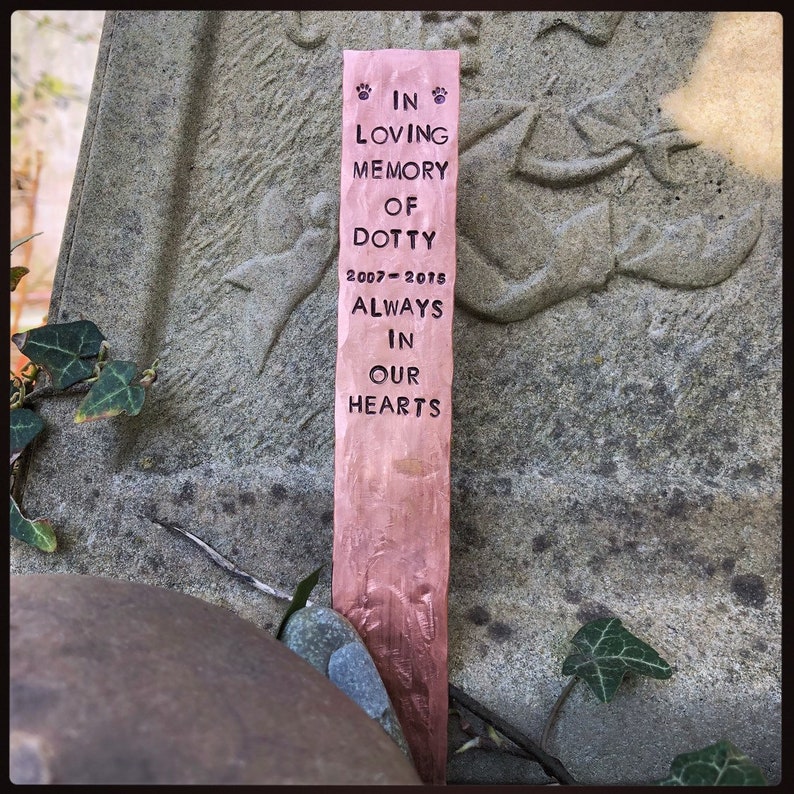 IN
LOVING
MEMORY
OF
DOTTY
2007-2015
ALWAYS
IN
OUR
HEARTS